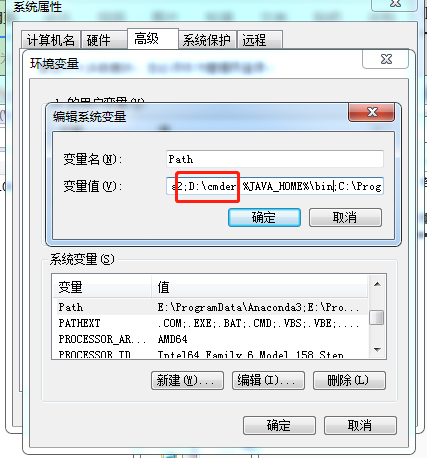 系统属性
计算机名 硬件 高级 系统保护 远程
环境变量
的用户变量(U)
编辑系统变量
变量名(N): Path
变量值(V): s2;D:\cmder %JAVA_HOME%\bin;C:\Prog
确定 取消
系统变量(S)
变量 值
Path E:\ProgramData\Anaconda3;E:\Pro...
PATHEXT .COM;.EXE;.BAT;.CMD;.VBS;.VBE;....
PROCESSOR_AR... AMD64
PROCESSOR_ID Intel64 Family 6 Model 158 Step
新建(W)... 编辑(I)... 删除(L)
确定 取消